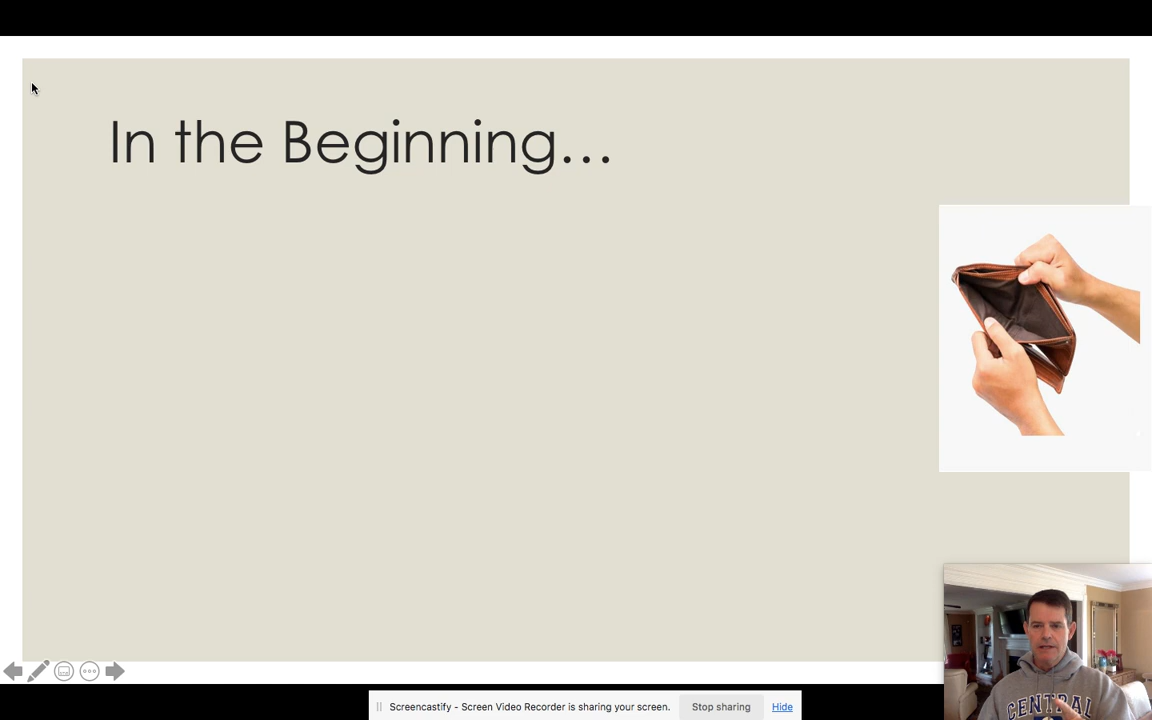 In the Beginning...
Screencastify - Screen Video Recorder is sharing your screen.
Stop sharing
Hide
CENTRAL